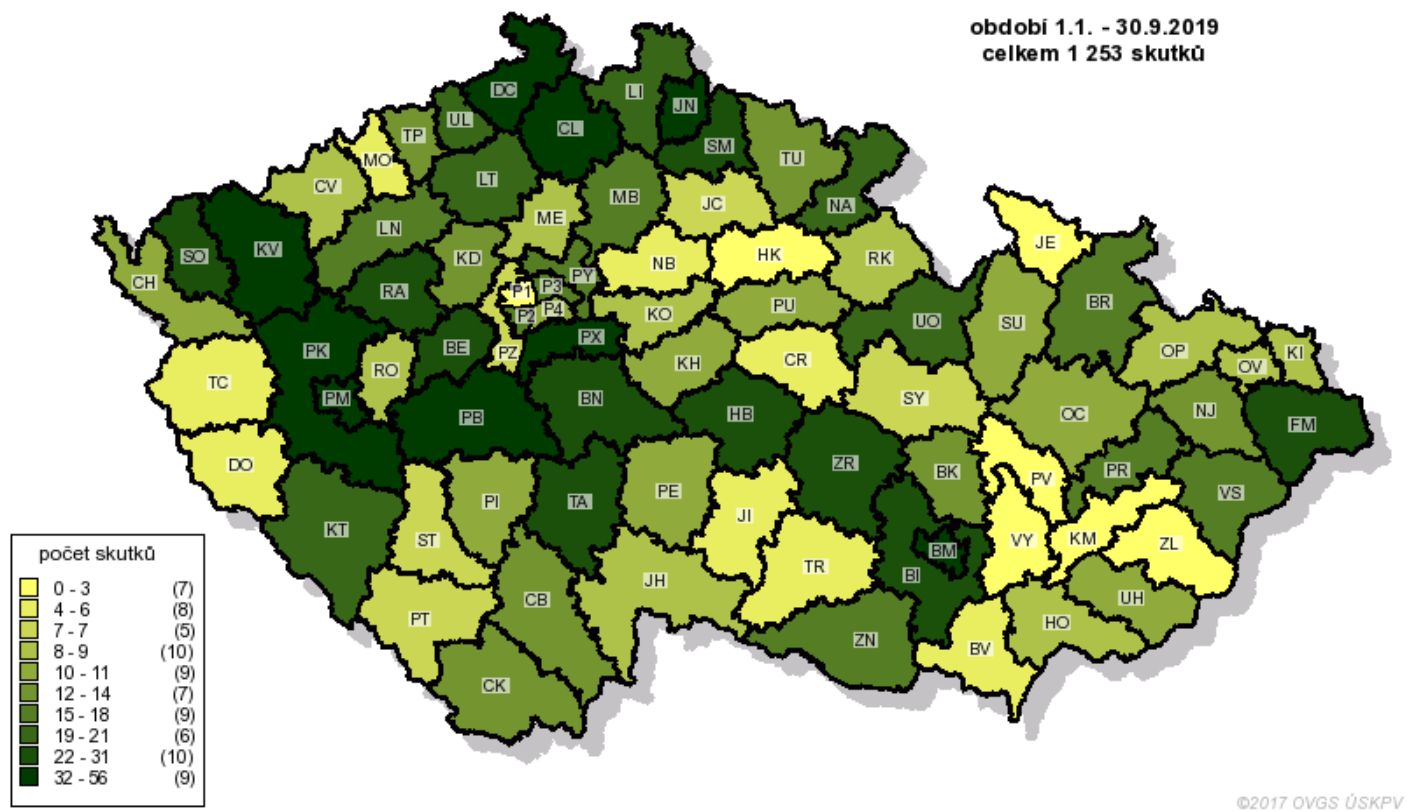 období 1.1. - 30.9.2019
celkem 1 253 skutků
DC
LI
JN
CL
UL
TP
MO
SM
TU
CV
LT
MB
JC
NA
LN
ME
SO
KV
KD
NB
HK
RK
JE
CH
RA
P1
P3
PY
BR
P2
P4
KO
PU
UO
SU
PK
BE
PZ
PX
OP
OV
KI
RO
KH
CR
TC
PM
BN
SY
OC
NJ
PB
HB
FM
DO
ZR
BK
PV
PR
VS
KT
PI
TA
PE
JI
ST
VY
KM
ZL
BM
BI
TR
JH
CB
UH
PT
HO
ZN
BV
CK
počet skutků
0 - 3 (7)
4 - 6 (8)
7 - 7 (5)
8 - 9 (10)
10 - 11 (9)
12 - 14 (7)
15 - 18 (9)
19 - 21 (6)
22 - 31 (10)
32 - 56 (9)
©2017 OVGS ÚSKPV